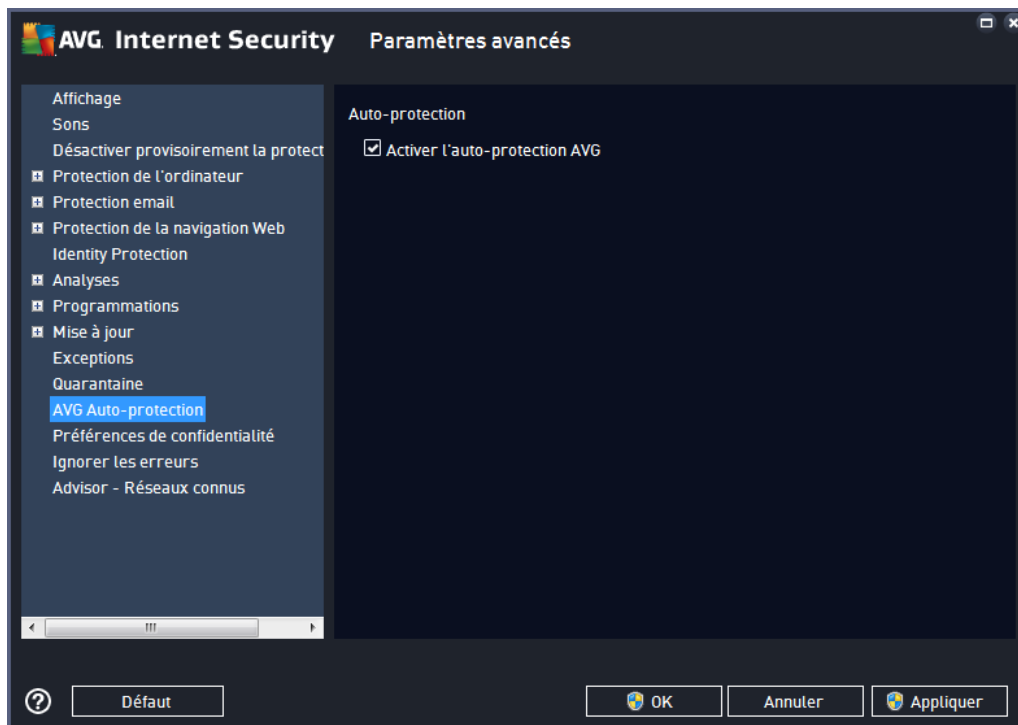 AVG. Internet Security Paramètres avancés
Affichage
Sons
Désactiver provisoirement la protect
Protection de l'ordinateur
Protection email
Protection de la navigation Web
Identity Protection
Analyses
Programmations
Mise à jour
Exceptions
Quarantaine
AVG Auto-protection
Préférences de confidentialité
Ignorer les erreurs
Advisor - Réseaux connus
Auto-protection
Activer l'auto-protection AVG
Défaut
OK
Annuler
Appliquer